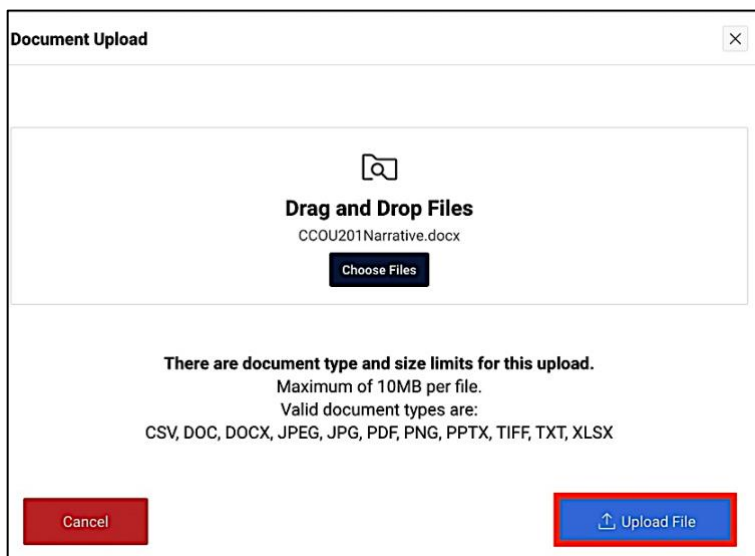 Document Upload
Drag and Drop Files
CCOU201Narrative.docx
Choose Files
There are document type and size limits for this upload.
Maximum of 10MB per file.
Valid document types are:
CSV, DOC, DOCX, JPEG, JPG, PDF, PNG, PPTX, TIFF, TXT, XLSX
Cancel
Upload File